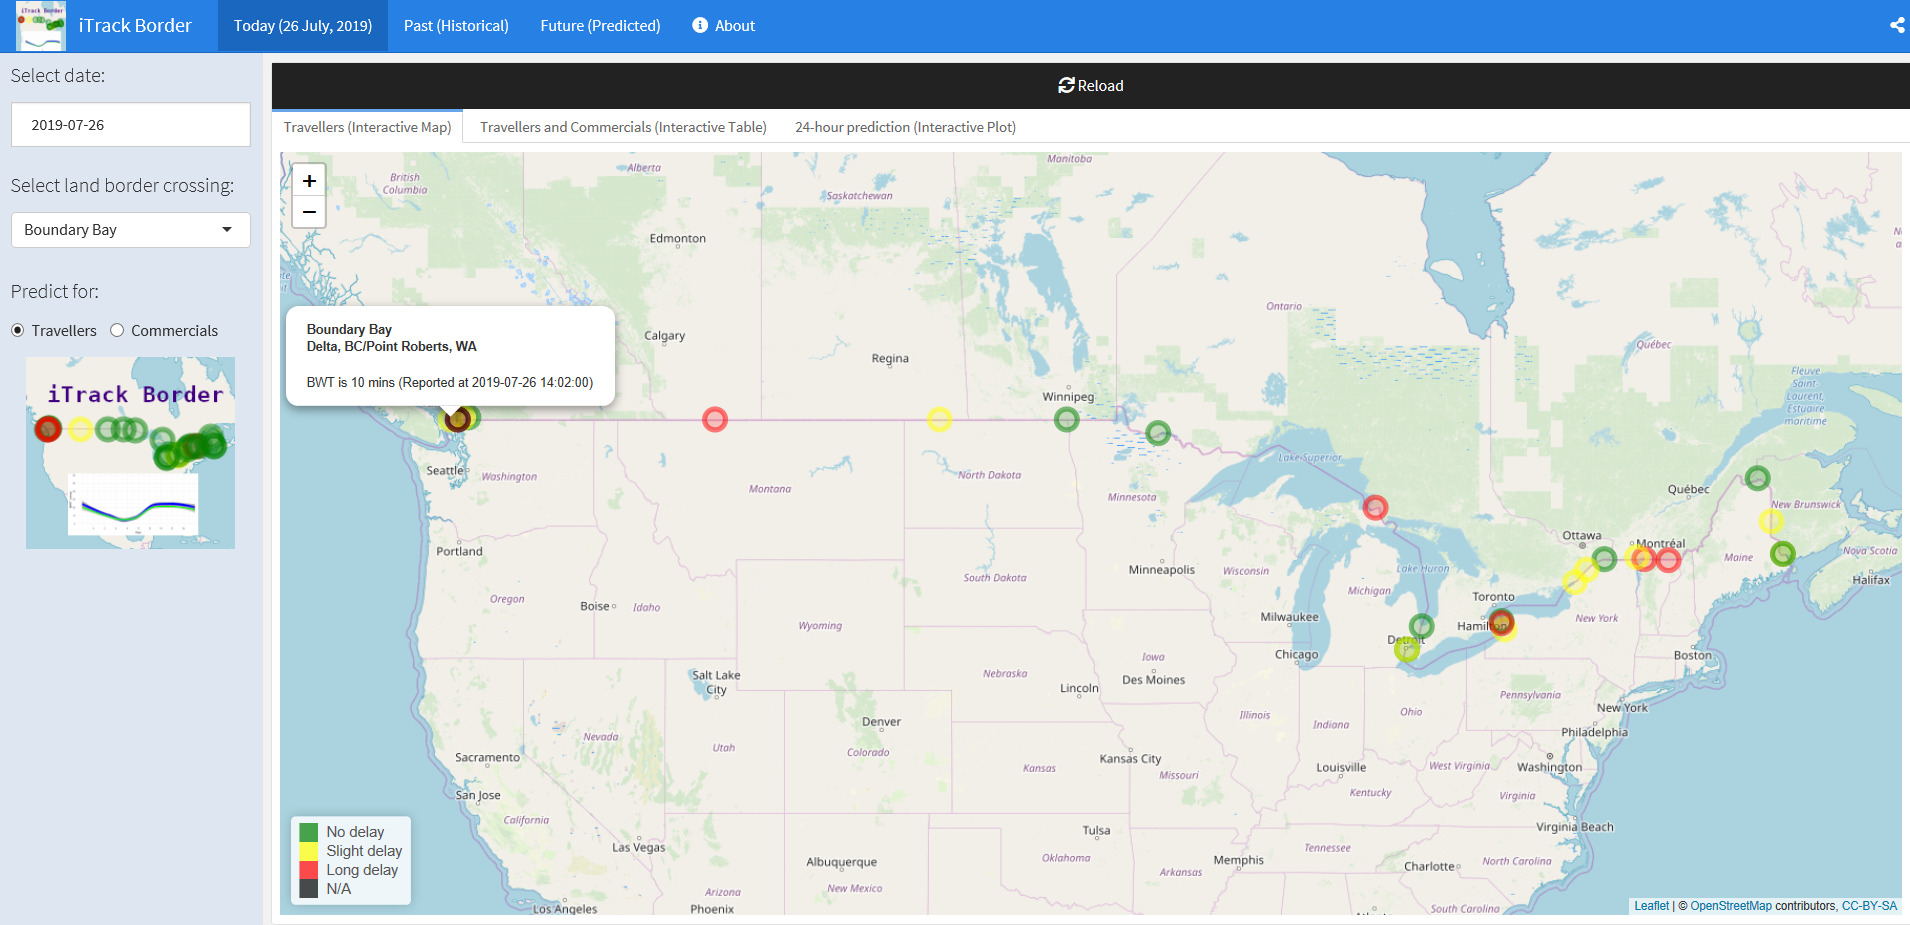 iTrack Border
iTrack Border
Today (26 July, 2019)
Past (Historical)
Future (Predicted)
About
Select date:
2019-07-26
Select land border crossing:
Boundary Bay
Predict for:
Travellers
Commercials
iTrack Border
Reload
Travellers (Interactive Map)
Travellers and Commercials (Interactive Table)
24-hour prediction (Interactive Plot)
+
−
Boundary Bay
Delta, BC/Point Roberts, WA
BWT is 10 mins (Reported at 2019-07-26 14:02:00)
British
Columbia
Alberta
Saskatchewan
Manitoba
Edmonton
Calgary
Regina
Winnipeg
Ontario
Québec
Fleuve
Saint-
Laurent,
Estuaire
maritime
Seattle
Washington
Montana
North Dakota
Minnesota
Lake Superior
Québec
New Brunswick
Ottawa
Montréal
Maine
Nova Scotia
Halifax
Portland
Oregon
Boise
Idaho
Wyoming
South Dakota
Minneapolis
Wisconsin
Lake Huron
Michigan
Toronto
Hamilton
New York
Milwaukee
Detroit
Chicago
Boston
Salt Lake
City
Nebraska
Iowa
Des Moines
Lincoln
Pennsylvania
New York
Philadelphia
Denver
Colorado
Utah
Nevada
Sacramento
San Jose
California
Illinois
Indiana
Ohio
Kansas City
Kansas
Missouri
Louisville
West Virginia
Washington
Kentucky
Virginia
Virginia Beach
Las Vegas
Albuquerque
New Mexico
Arizona
Phoenix
Los Angeles
Tulsa
Oklahoma
Memphis
Arkansas
Tennessee
Charlotte
North Carolina
South Carolina
Atlanta
No delay
Slight delay
Long delay
N/A
Leaflet | © OpenStreetMap contributors, CC-BY-SA